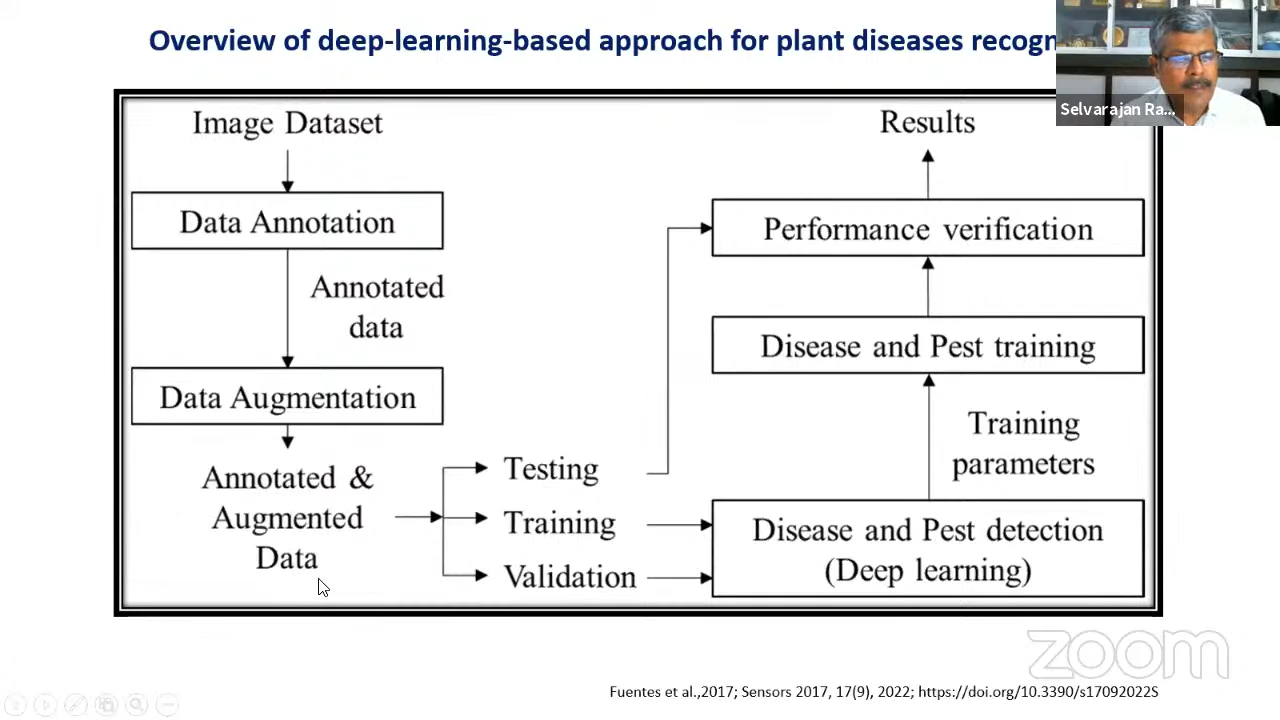 Overview of deep-learning-based approach for plant diseases recogn
Selvarajan Ra...
Image Dataset
Data Annotation
Annotated
data
Data Augmentation
Annotated &
Augmented
Data
Testing
Training
Validation
Results
Performance verification
Disease and Pest training
Training
parameters
Disease and Pest detection
(Deep learning)
zoom
Fuentes et al.,2017; Sensors 2017, 17(9), 2022; https://doi.org/10.3390/s17092022S